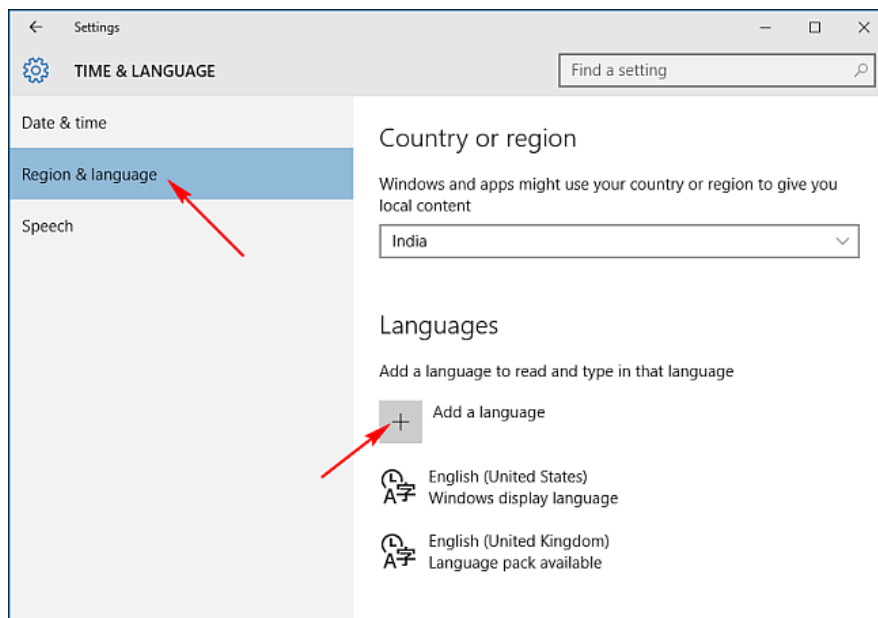 Settings
TIME & LANGUAGE
Find a setting
Date & time
Region & language
Speech
Country or region
Windows and apps might use your country or region to give you
local content
India
Languages
Add a language to read and type in that language
Add a language
English (United States)
Windows display language
English (United Kingdom)
Language pack available